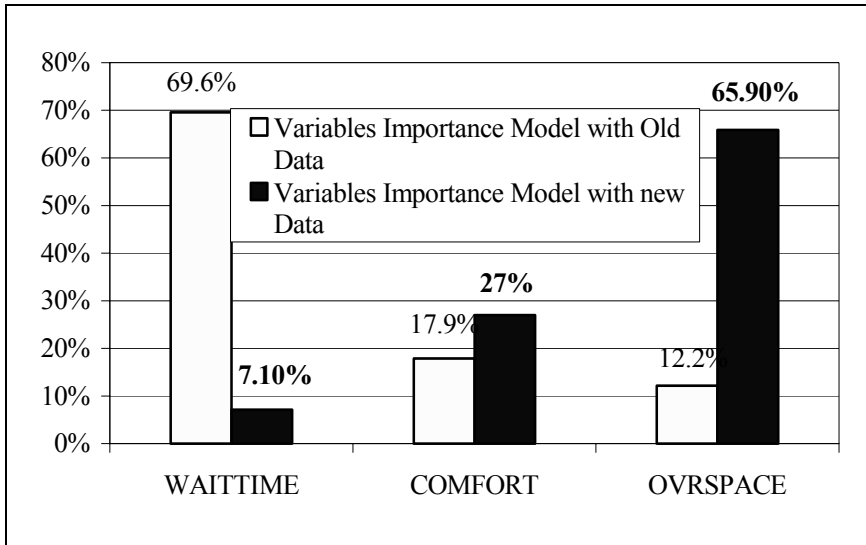 80%
70%
60%
50%
40%
30%
20%
10%
0%
69.6%
7.10%
17.9%
27%
12.2%
65.90%
Variables Importance Model with Old
Data
Variables Importance Model with new
Data
WAITTIME
COMFORT
OVRSPACE